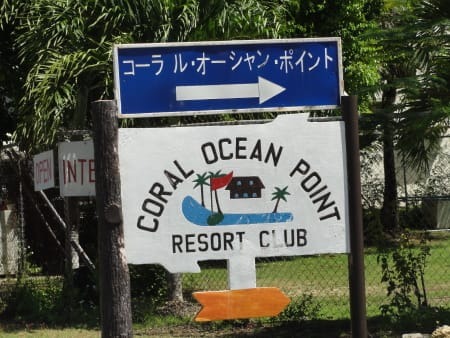 コーラル・オーシャン・ポイント
CORAL OCEAN POINT
RESORT CLUB
OPEN
INTE